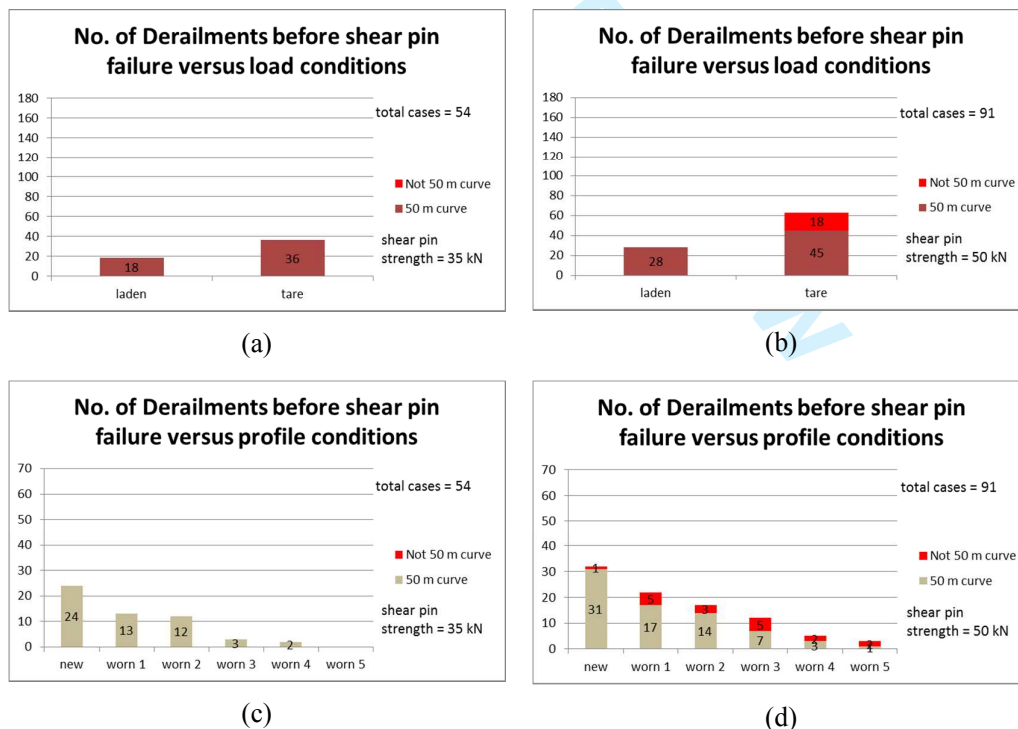 No. of Derailments before shear pin
failure versus load conditions
180
160
140
120
100
80
60
40
20
0
18
36
laden
tare
total cases = 54
Not 50 m curve
50 m curve
shear pin
strength = 35 kN
(a)
No. of Derailments before shear pin
failure versus load conditions
180
160
140
120
100
80
60
40
20
0
28
18
45
laden
tare
total cases = 91
Not 50 m curve
50 m curve
shear pin
strength = 50 kN
(b)
No. of Derailments before shear pin
failure versus profile conditions
70
60
50
40
30
20
10
0
24
13
12
3
2
new worn 1 worn 2 worn 3 worn 4 worn 5
total cases = 54
Not 50 m curve
50 m curve
shear pin
strength = 35 kN
(c)
No. of Derailments before shear pin
failure versus profile conditions
70
60
50
40
30
20
10
0
1
5
3
5
2
2
31
17
14
7
3
1
new worn 1 worn 2 worn 3 worn 4 worn 5
total cases = 91
Not 50 m curve
50 m curve
shear pin
strength = 50 kN
(d)